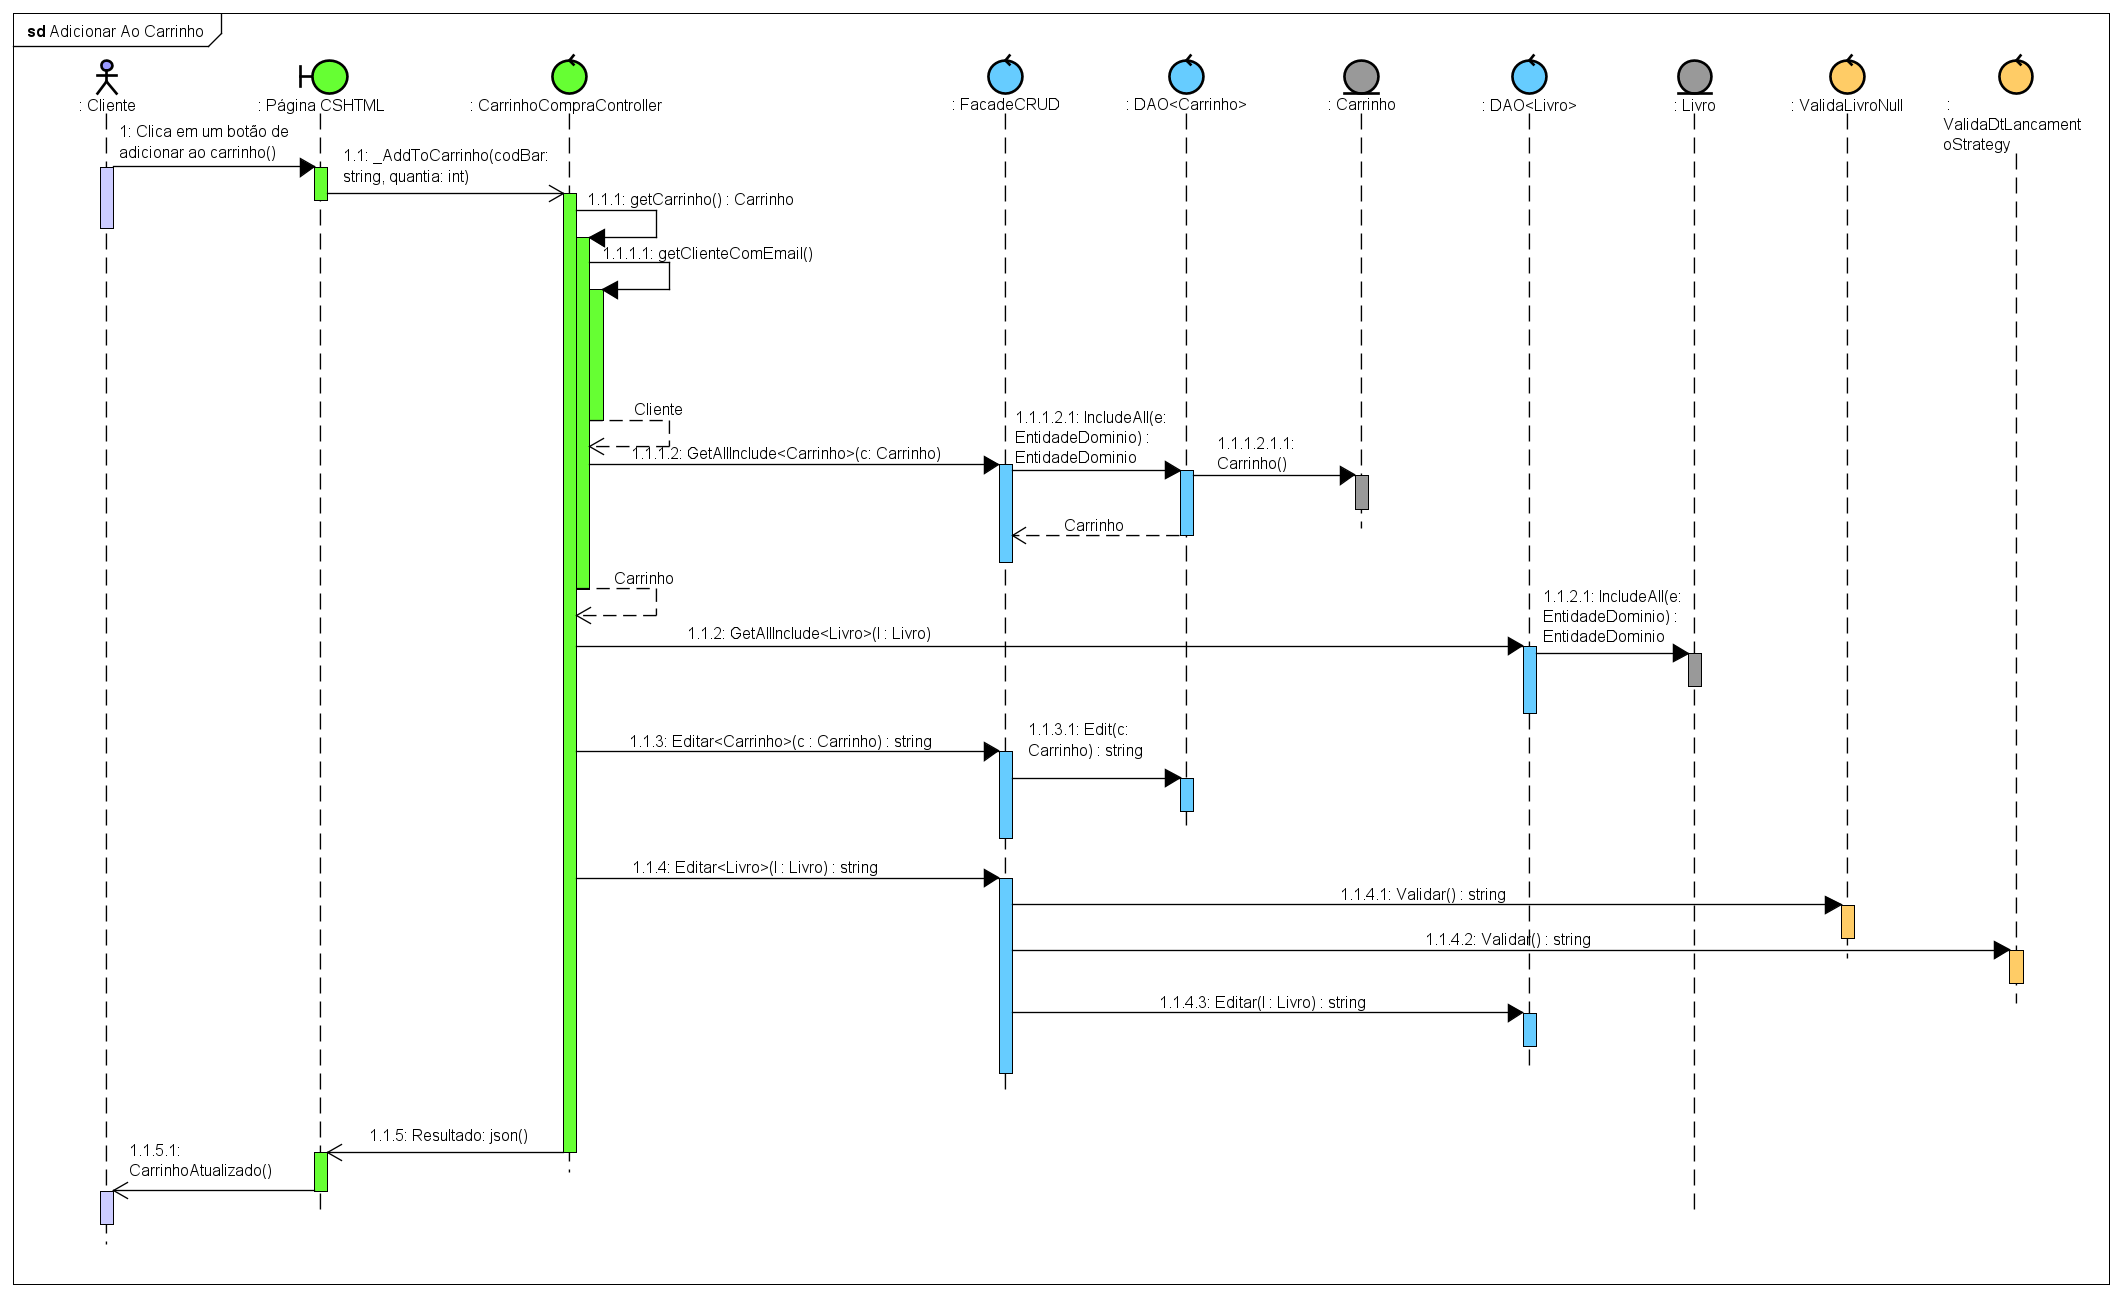 sd Adicionar Ao Carrinho
: Cliente
: Página CSHTML
: CarrinhoCompraController
: FacadeCRUD
: DAO<Carrinho>
: Carrinho
: DAO<Livro>
: Livro
: ValidaLivroNull
:
ValidaDtLancament
oStrategy
1: Clica em um botão de
adicionar ao carrinho()
1.1: _AddToCarrinho(codBar:
string, quantia: int)
1.1.1: getCarrinho() : Carrinho
1.1.1.1: getClienteComEmail()
Cliente
1.1.1.2: GetAllInclude<Carrinho>(c: Carrinho)
1.1.1.2.1: IncludeAll(e:
EntidadeDominio) :
EntidadeDominio
1.1.1.2.1.1:
Carrinho()
Carrinho
Carrinho
1.1.2: GetAllInclude<Livro>(l : Livro)
1.1.2.1: IncludeAll(e:
EntidadeDominio) :
EntidadeDominio
1.1.3: Editar<Carrinho>(c : Carrinho) : string
1.1.3.1: Edit(c:
Carrinho) : string
1.1.4: Editar<Livro>(l : Livro) : string
1.1.4.1: Validar() : string
1.1.4.2: Validar() : string
1.1.4.3: Editar(l : Livro) : string
1.1.5: Resultado: json()
1.1.5.1:
CarrinhoAtualizado()